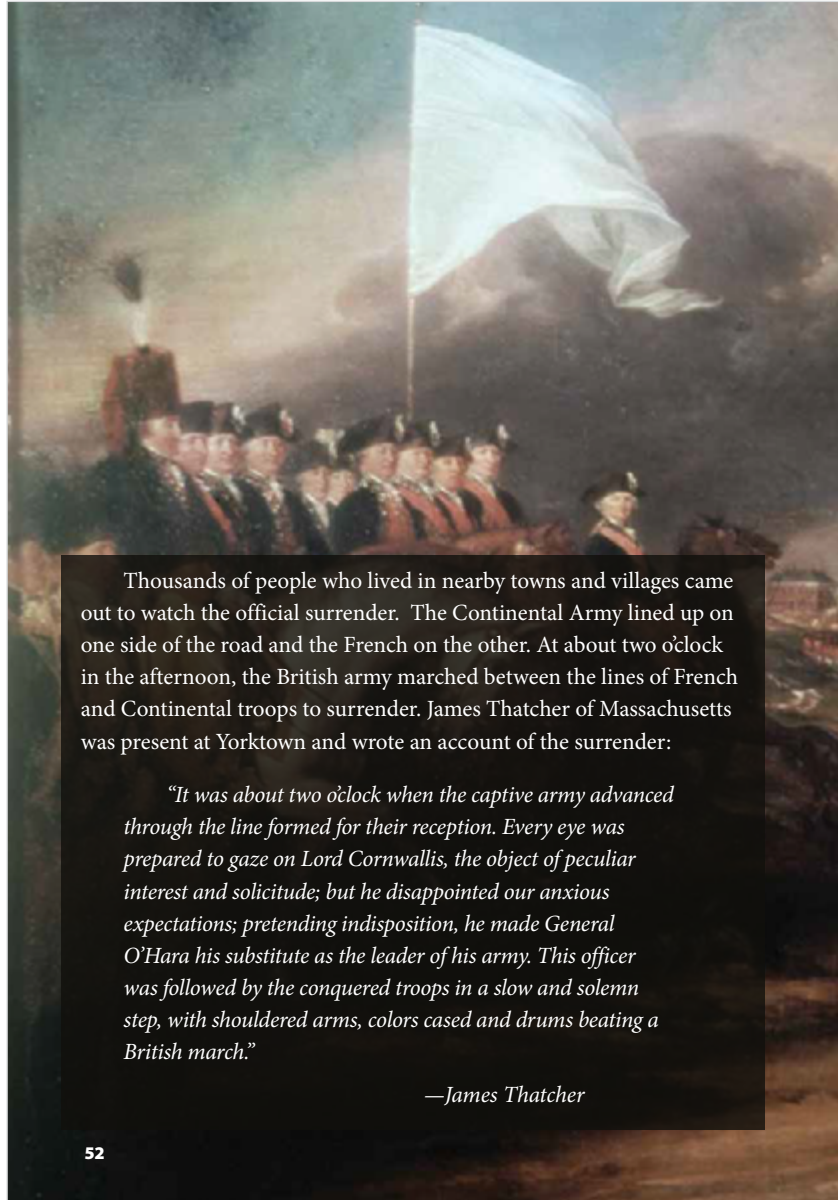 Thousands of people who lived in nearby towns and villages came
out to watch the official surrender.  The Continental Army lined up on
one side of the road and the French on the other. At about two o’clock
in the afternoon, the British army marched between the lines of French
and Continental troops to surrender. James Thatcher of Massachusetts
was present at Yorktown and wrote an account of the surrender:
“It was about two o’clock when the captive army advanced
through the line formed for their reception. Every eye was
prepared to gaze on Lord Cornwallis, the object of peculiar
interest and solicitude; but he disappointed our anxious
expectations; pretending indisposition, he made General
O’Hara his substitute as the leader of his army. This officer
was followed by the conquered troops in a slow and solemn
step, with shouldered arms, colors cased and drums beating a
British march.”
—James Thatcher
52